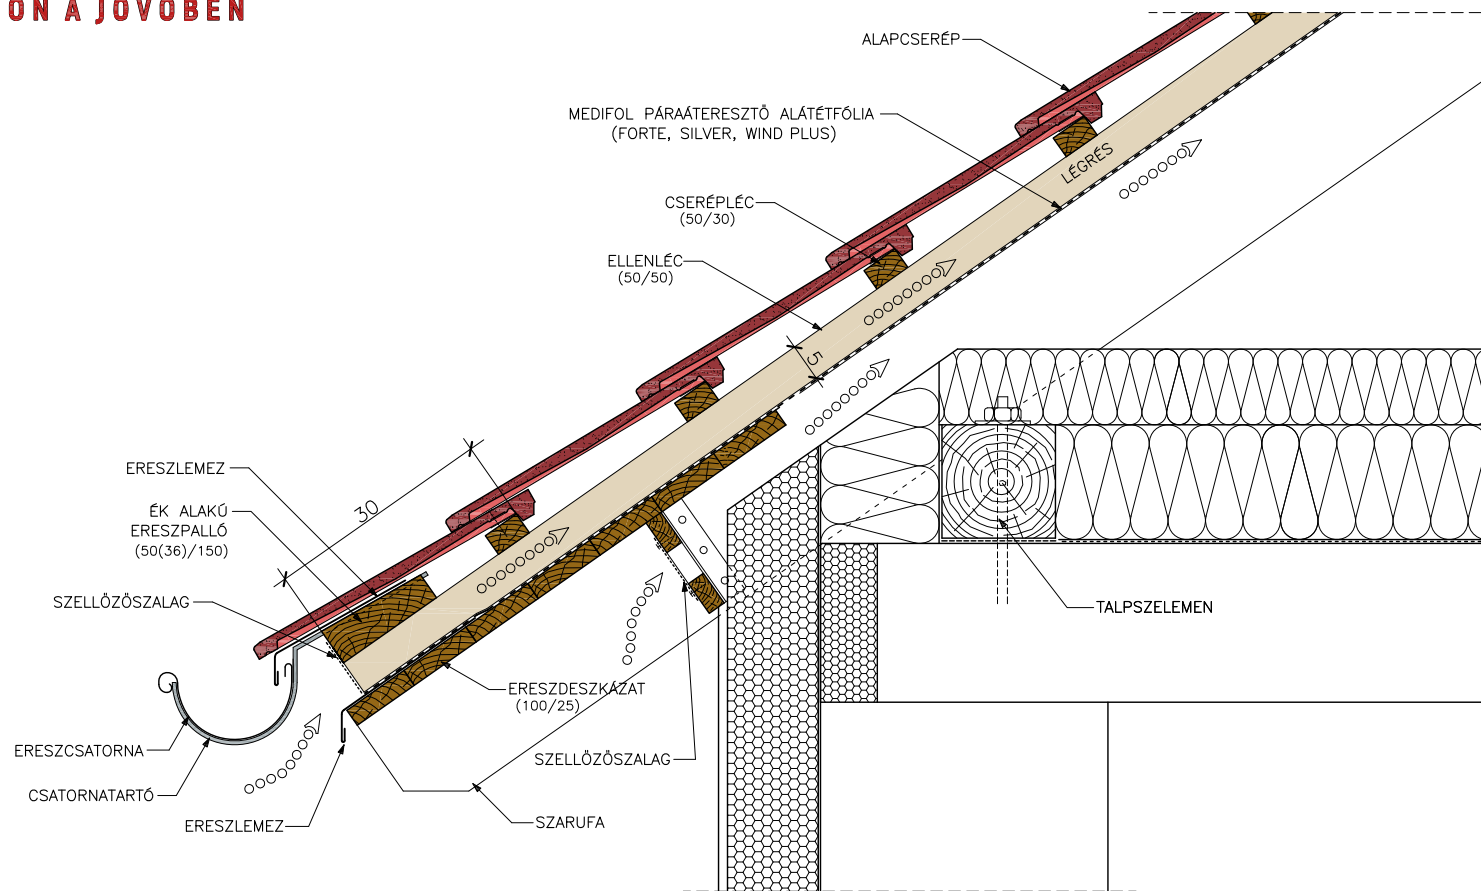 ÖN A JÖVŐBEN
ALAPCSERÉP
MEDIFOL PÁRAÁTERESZTŐ ALÁTÉTFÓLIA
(FORTE, SILVER, WIND PLUS)
LÉGRÉS
CSERÉPLÉC
(50/30)
ELLENLÉC
(50/50)
5
30
ERESZLEMEZ
ÉK ALAKÚ
ERESZPALLÓ
(50(36)/150)
SZELLŐZŐSZALAG
TALPSZELEMEN
ERESZDESZKÁZAT
(100/25)
ERESZCSATORNA
SZELLŐZŐSZALAG
CSATORNATARTÓ
ERESZLEMEZ
SZARUFA